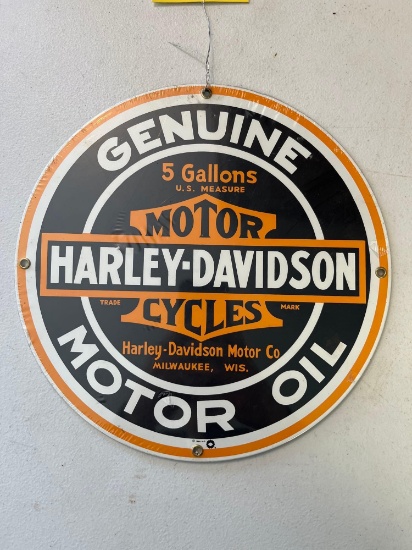 GENUINE
5 Gallons
U.S. MEASURE
MOTOR
HARLEY-DAVIDSON
TRADE MARK
CYCLES
Harley-Davidson Motor Co
MILWAUKEE, WIS.
MOTOR OIL